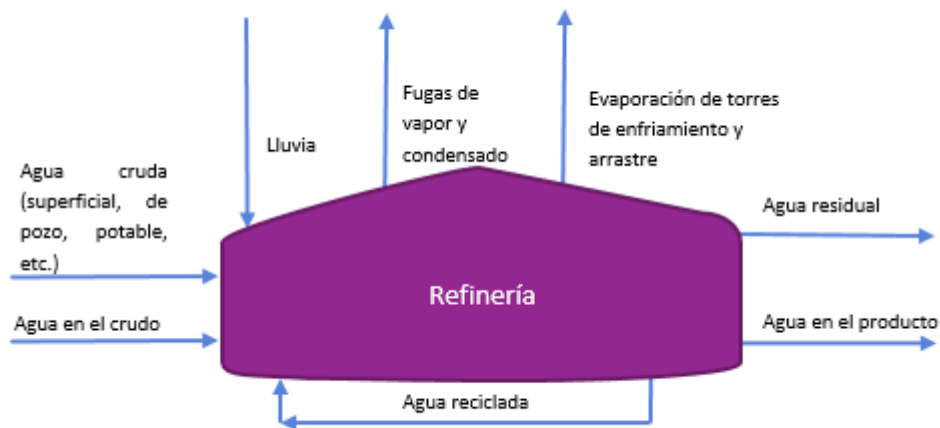 Lluvia
Fugas de
vapor y
condensado
Evaporación de torres
de enfriamiento y
arrastre
Agua cruda
(superficial, de
pozo, potable,
etc.)
Agua residual
Refinería
Agua en el crudo
Agua en el producto
Agua reciclada